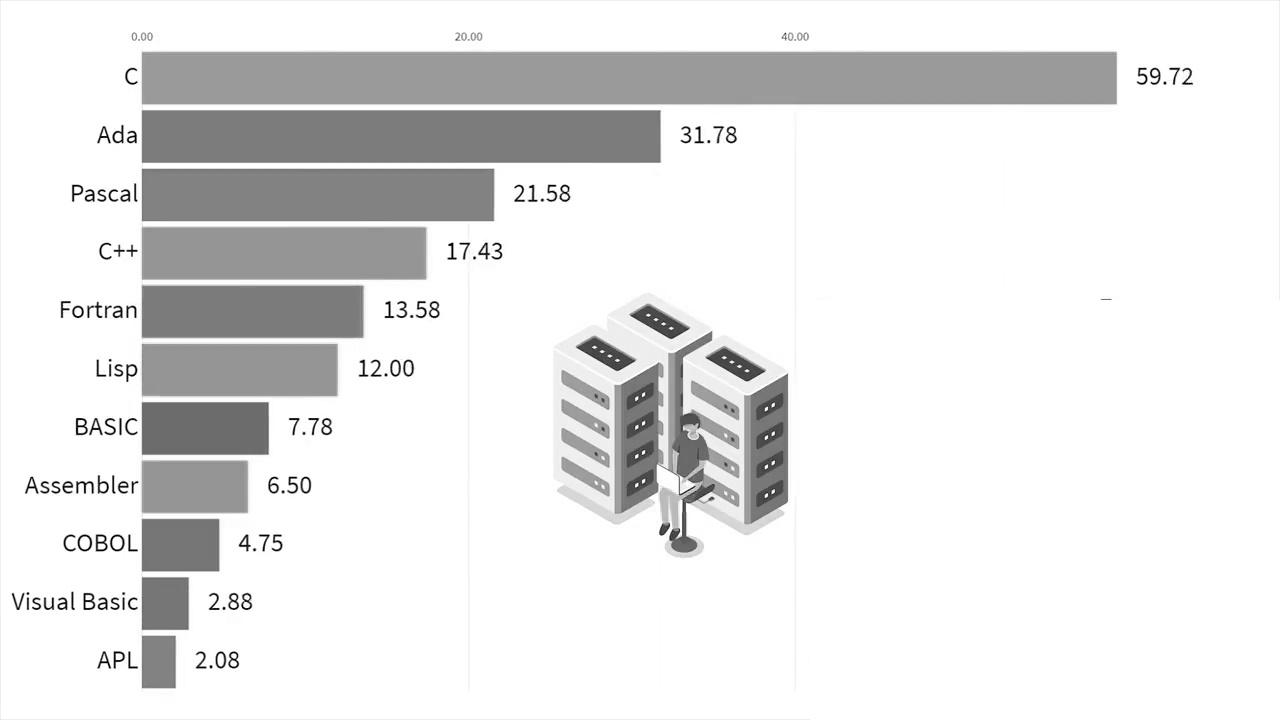 0.00 20.00 40.00
C 59.72
Ada 31.78
Pascal 21.58
C++ 17.43
Fortran 13.58
Lisp 12.00
BASIC 7.78
Assembler 6.50
COBOL 4.75
Visual Basic 2.88
APL 2.08